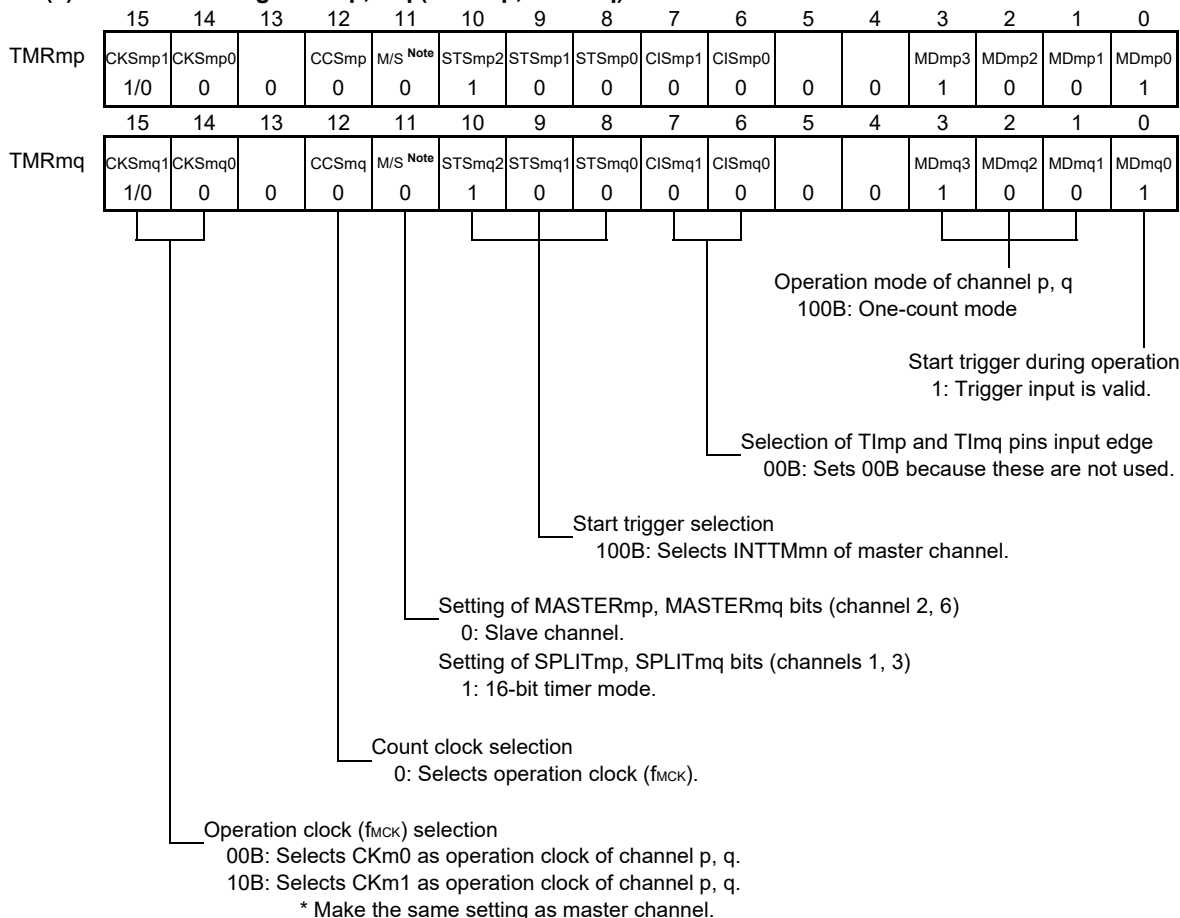 15 14 13 12 11 10 9 8 7 6 5 4 3 2 1 0
TMRmp CKSmp1 CKSmp0 CCSmp M/S Note STSmp2 STSmp1 STSmp0 CISmp1 CISmp0 MDmp3 MDmp2 MDmp1 MDmp0
1/0 0 0 0 0 1 0 0 0 0 0 0 1 0 0 1
15 14 13 12 11 10 9 8 7 6 5 4 3 2 1 0
TMRmq CKSmq1 CKSmq0 CCSmq M/S Note STSmq2 STSmq1 STSmq0 CISmq1 CISmq0 MDmq3 MDmq2 MDmq1 MDmq0
1/0 0 0 0 0 1 0 0 0 0 0 0 1 0 0 1
Operation mode of channel p, q
100B: One-count mode
Start trigger during operation
1: Trigger input is valid.
Selection of TImp and TImq pins input edge
00B: Sets 00B because these are not used.
Start trigger selection
100B: Selects INTTMmn of master channel.
Setting of MASTERmp, MASTERmq bits (channel 2, 6)
0: Slave channel.
Setting of SPLITmp, SPLITmq bits (channels 1, 3)
1: 16-bit timer mode.
Count clock selection
0: Selects operation clock (fMCK).
Operation clock (fMCK) selection
00B: Selects CKm0 as operation clock of channel p, q.
10B: Selects CKm1 as operation clock of channel p, q.
* Make the same setting as master channel.